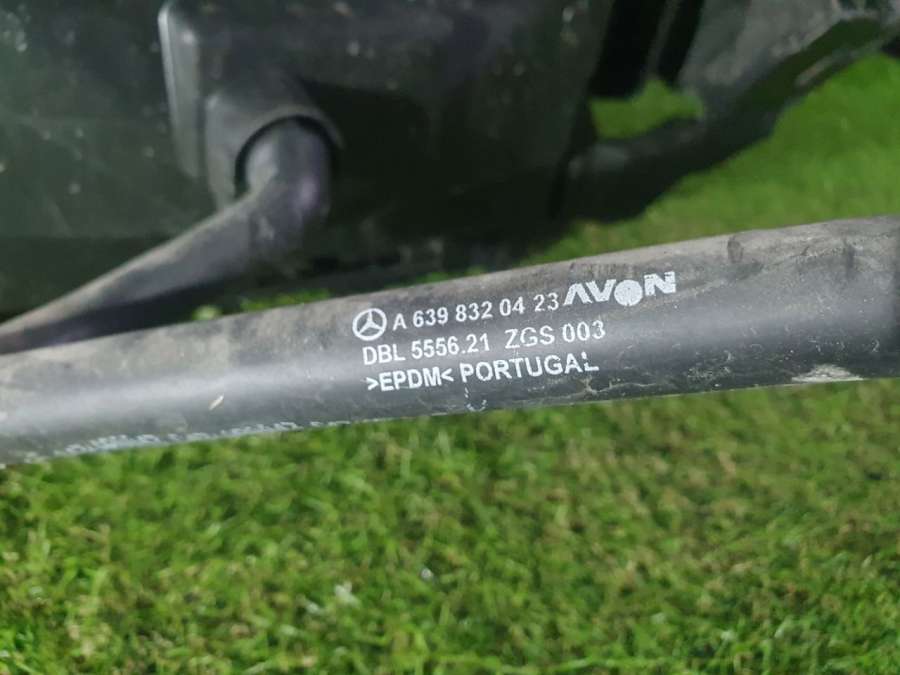 A 639 832 04 23 AVON
DBL 5556.21 ZGS 003
>EPDM< PORTUGAL